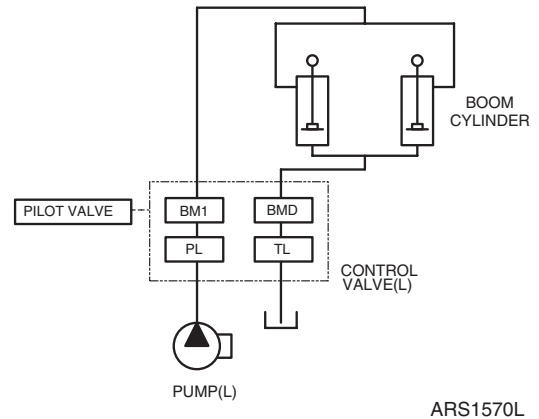 BOOM
CYLINDER
PILOT VALVE
BM1
BMD
PL
TL
CONTROL
VALVE(L)
PUMP(L)
ARS1570L